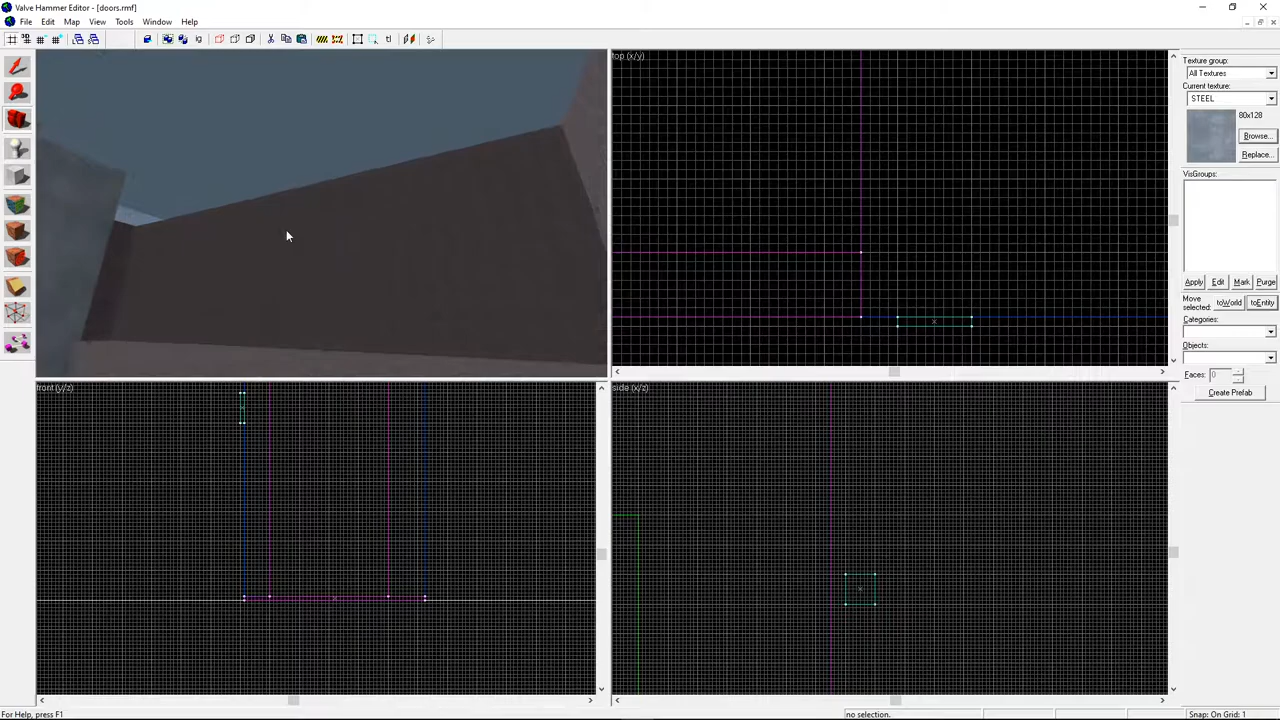 Valve Hammer Editor - [doors.rmf]
File Edit Map View Tools Window Help
top (x/y)
Texture group:
All Textures
Current texture:
STEEL
80x128
Browse...
Replace...
VisGroups:
Apply Edit Mark Purge
Move selected: toWorld toEntity
Categories:
Objects:
Faces: 0
Create Prefab
front (y/z)
side (x/z)
For Help, press F1
no selection.
Snap: On Grid: 1